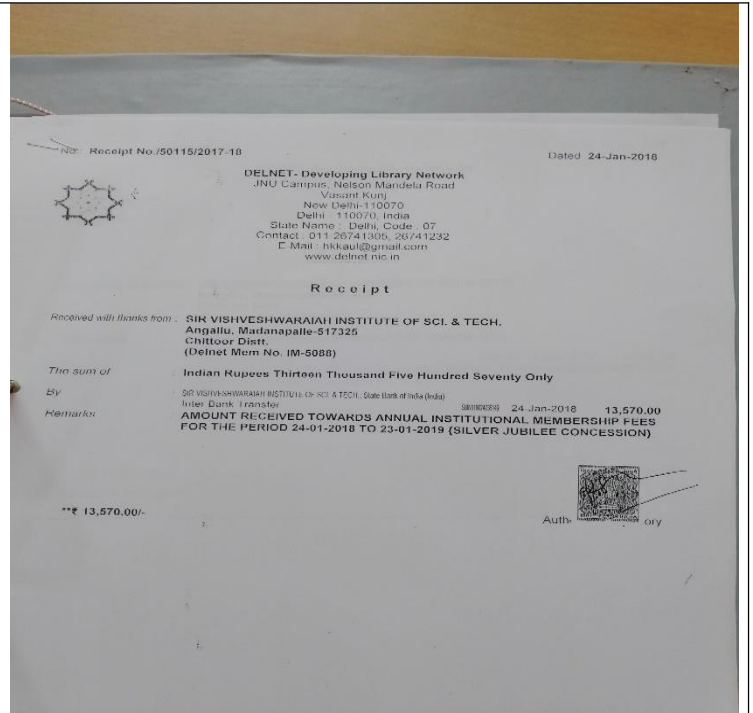 No : Receipt No./50115/2017-18
Dated 24-Jan-2018
DELNET- Developing Library Network
JNU Campus, Nelson Mandela Road
Vasant Kunj
New Delhi-110070
Delhi - 110070, India
State Name : Delhi, Code : 07
Contact : 011-26741305, 26741232
E-Mail : hkkaul@gmail.com
www.delnet.nic.in
Receipt
Received with thanks from : SIR VISHVESHWARAIAH INSTITUTE OF SCI. & TECH.
Angallu, Madanapalle-517325
Chittoor Distt.
(Delnet Mem No. IM-5088)
The sum of : Indian Rupees Thirteen Thousand Five Hundred Seventy Only
By : SIR VISHVESHWARAIAH INSTITUTE OF SCI. & TECH., State Bank of India (India)
Inter Bank Transfer 24-Jan-2018 13,570.00
Remarks : AMOUNT RECEIVED TOWARDS ANNUAL INSTITUTIONAL MEMBERSHIP FEES
FOR THE PERIOD 24-01-2018 TO 23-01-2019 (SILVER JUBILEE CONCESSION)
**₹ 13,570.00/-
Auth ory